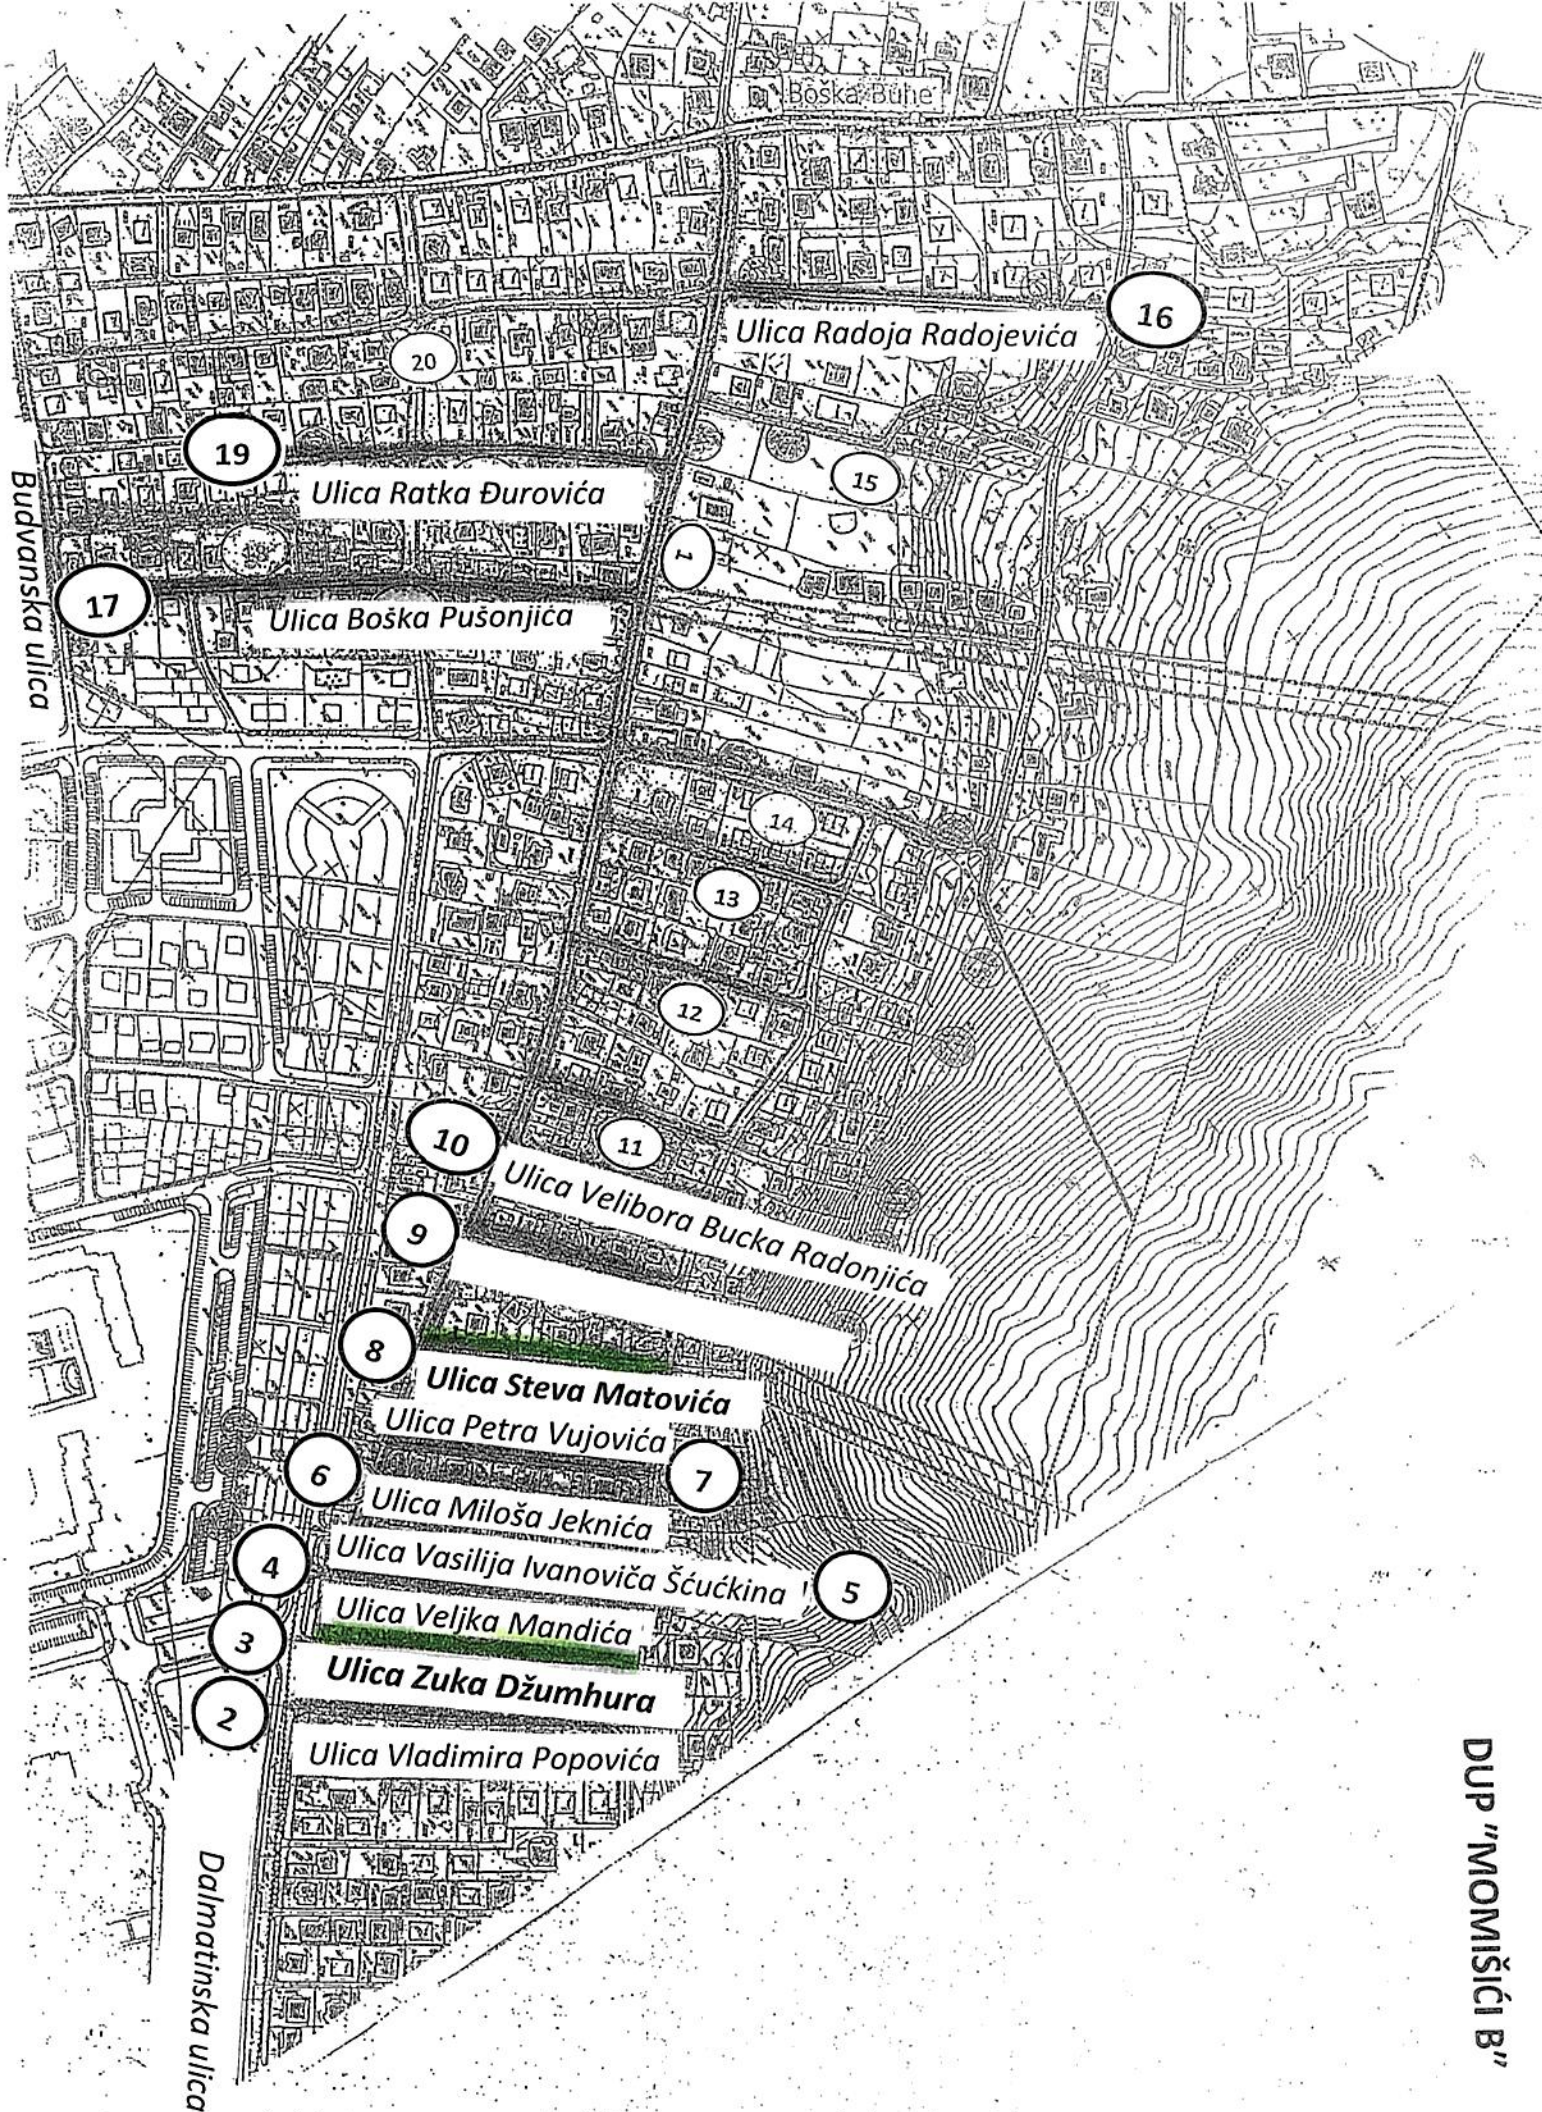 Boška Buhe
16
Ulica Radoja Radojevića
20
19
15
Ulica Ratka Đurovića
Budvanska ulica
18
1
17
Ulica Boška Pušonjića
14
13
12
10
11
Ulica Velibora Bucka Radonjića
9
8
Ulica Steva Matovića
Ulica Petra Vujovića
6
7
Ulica Miloša Jeknića
4
Ulica Vasilija Ivanoviča Šćućkina
5
Ulica Veljka Mandića
3
Ulica Zuka Džumhura
2
Ulica Vladimira Popovića
Dalmatinska ulica
DUP "MOMIŠIĆI B"